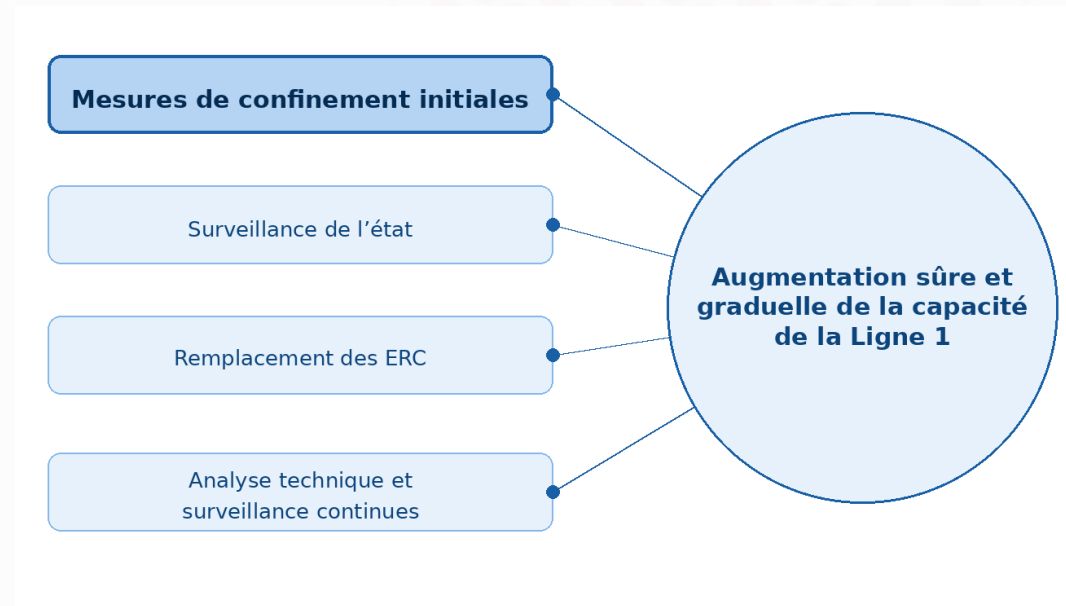 Mesures de confinement initiales
Surveillance de l’état
Remplacement des ERC
Analyse technique et
surveillance continues
Augmentation sûre et
graduelle de la capacité
de la Ligne 1